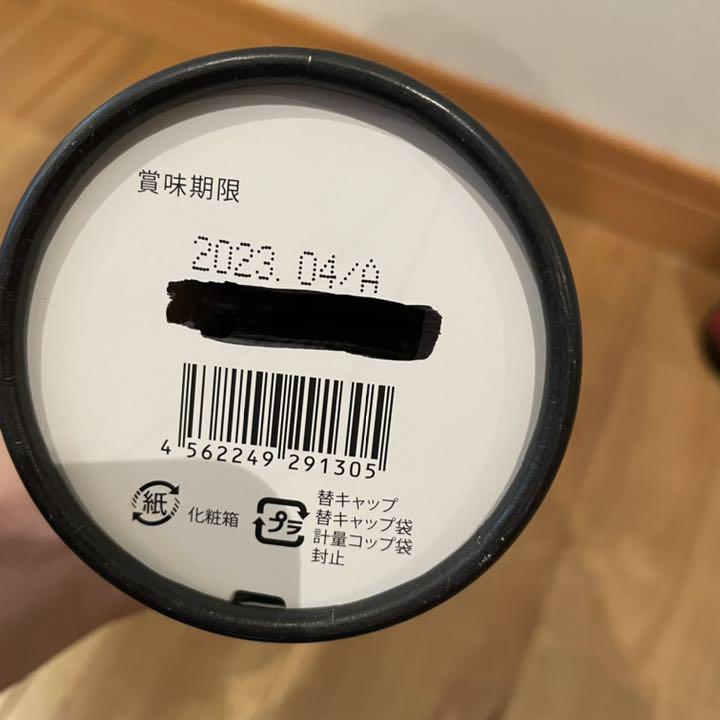 賞味期限
2023. 04/A
4 562249 291305
紙
化粧箱
プラ
替キャップ
替キャップ袋
計量コップ袋
封止